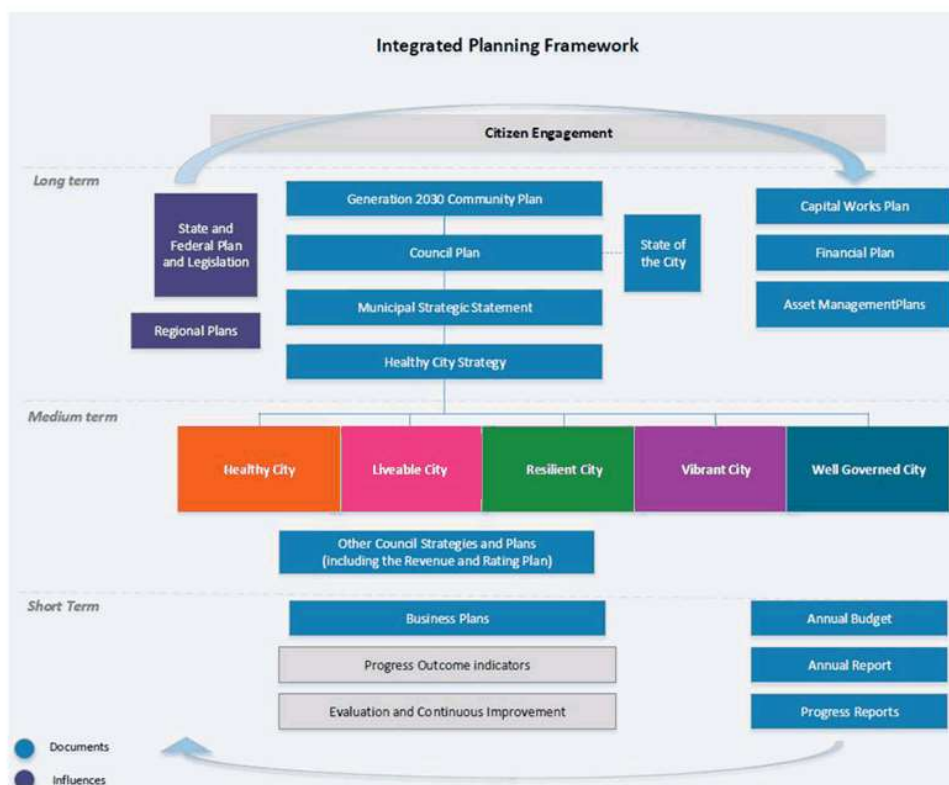 Integrated Planning Framework
Citizen Engagement
Long term
State and
Federal Plan
and Legislation
Regional Plans
Generation 2030 Community Plan
Council Plan
Municipal Strategic Statement
Healthy City Strategy
State of
the City
Capital Works Plan
Financial Plan
Asset ManagementPlans
Medium term
Healthy City
Liveable City
Resilient City
Vibrant City
Well Governed City
Other Council Strategies and Plans
(including the Revenue and Rating Plan)
Short Term
Business Plans
Progress Outcome indicators
Evaluation and Continuous Improvement
Annual Budget
Annual Report
Progress Reports
Documents
Influences